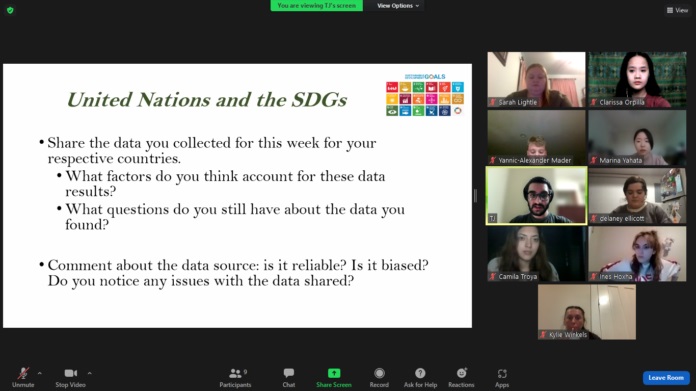 You are viewing TJ's screen
View Options
View
GOALS
United Nations and the SDGs
• Share the data you collected for this week for your
respective countries.
• What factors do you think account for these data
results?
• What questions do you still have about the data you
found?
• Comment about the data source: is it reliable? Is it biased?
Do you notice any issues with the data shared?
Sarah Lightle
Clarissa Orpilla
Yannic-Alexander Mader
Marina Yahata
TJ
delaney ellicott
Camila Troya
Ines Hoxha
Kylie Winkels
Unmute
Stop Video
Participants
9
Chat
Share Screen
Record
Ask for Help
Reactions
Apps
Leave Room